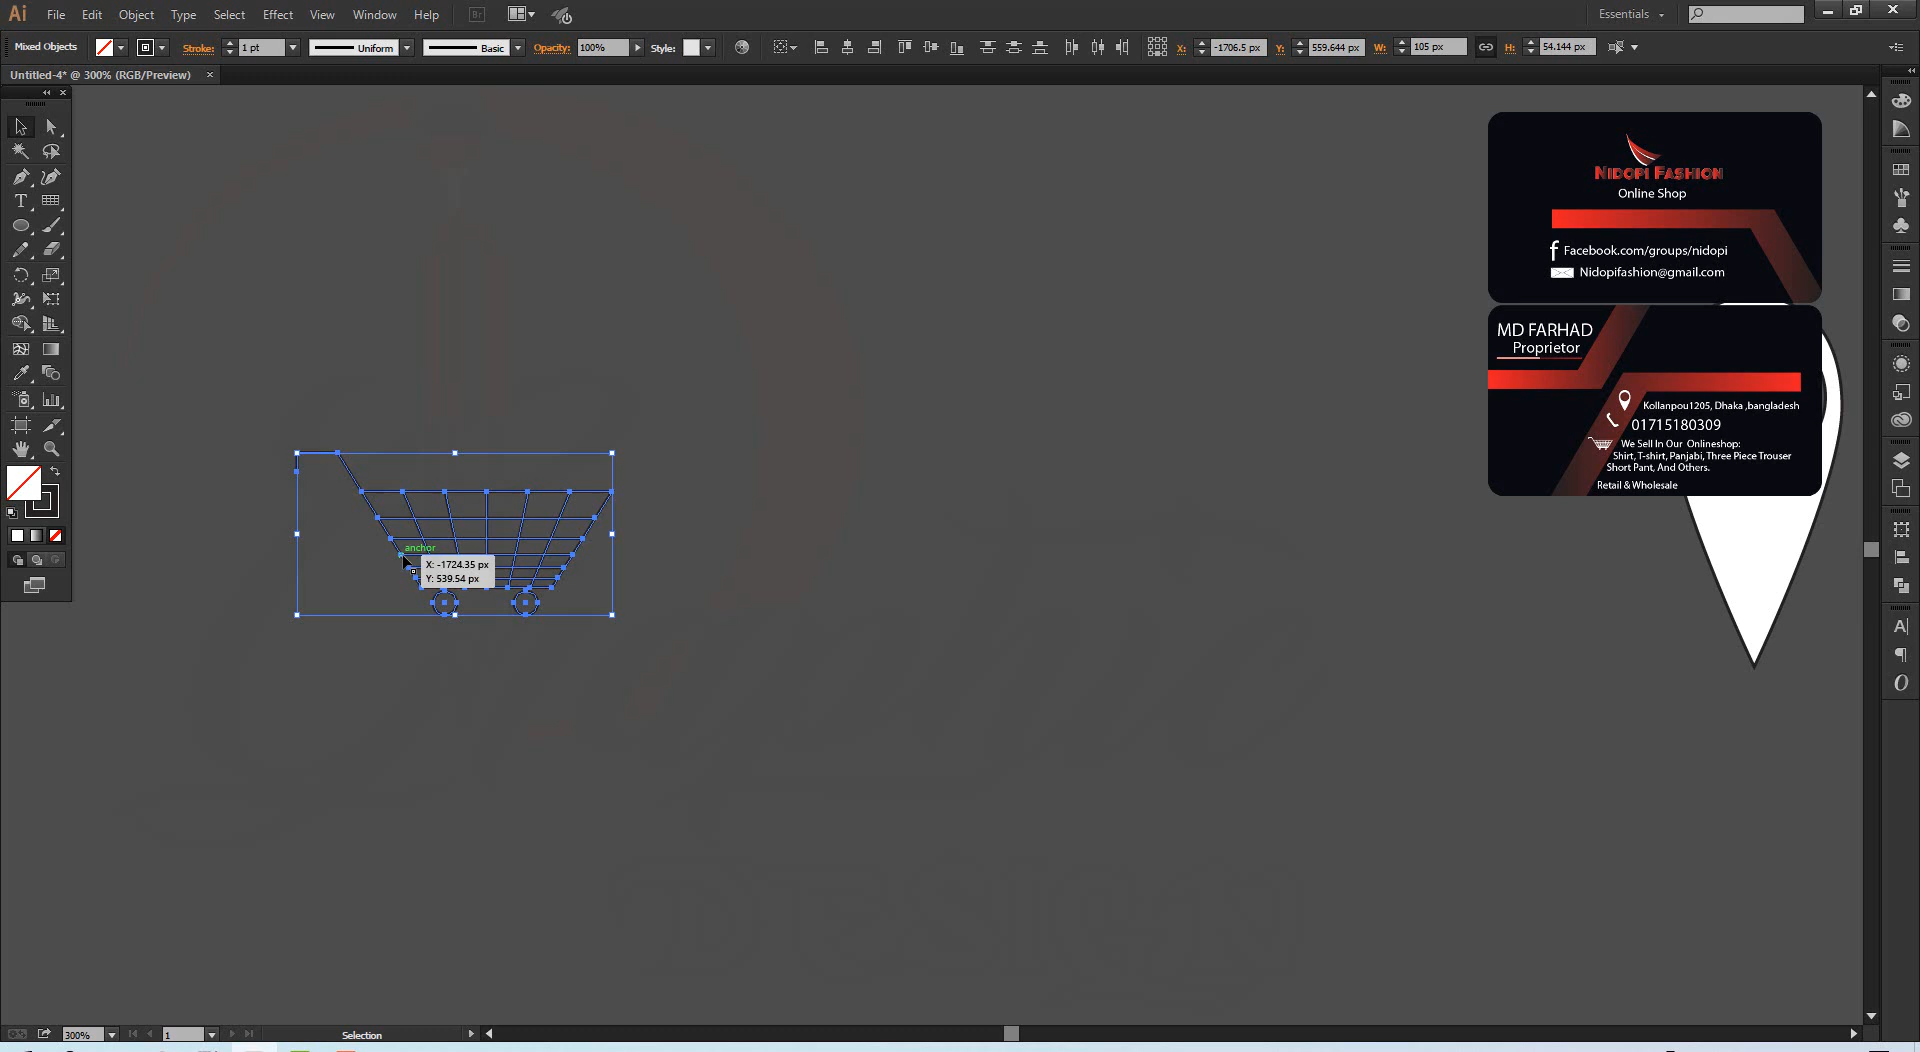 Ai File Edit Object Type Select Effect View Window Help Br Essentials
Mixed Objects Stroke: 1 pt Uniform Basic Opacity: 100% Style: X: -1706.5 px Y: 559.644 px W: 105 px H: 54.144 px
Untitled-4* @ 300% (RGB/Preview) ×
NIDOPI FASHION
Online Shop
f Facebook.com/groups/nidopi
Nidopifashion@gmail.com
MD FARHAD
Proprietor
Kollanpou1205, Dhaka ,bangladesh
01715180309
We Sell In Our Onlineshop:
Shirt, T-shirt, Panjabi, Three Piece Trouser
Short Pant, And Others.
Retail & Wholesale
anchor
X: -1724.35 px
Y: 539.54 px
300% 1 Selection